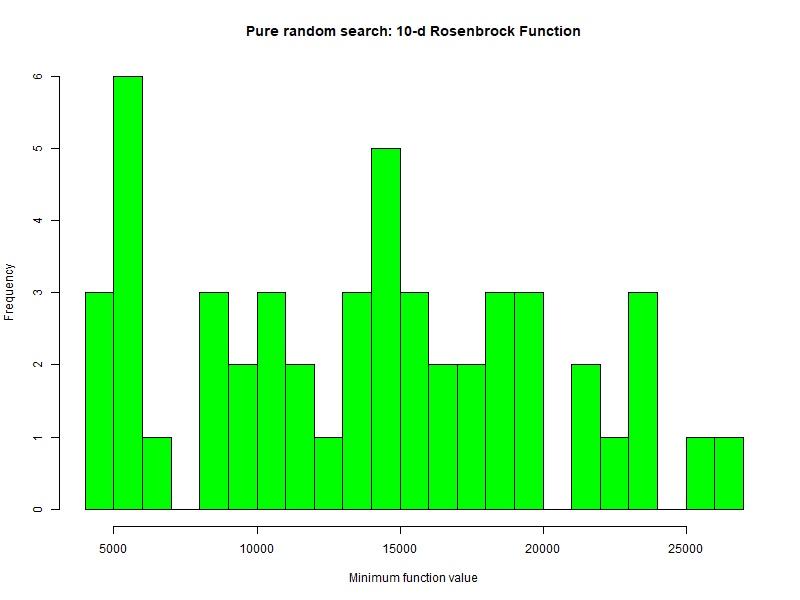 Pure random search: 10-d Rosenbrock Function
6
5
4
3
2
1
0
Frequency
5000 10000 15000 20000 25000
Minimum function value